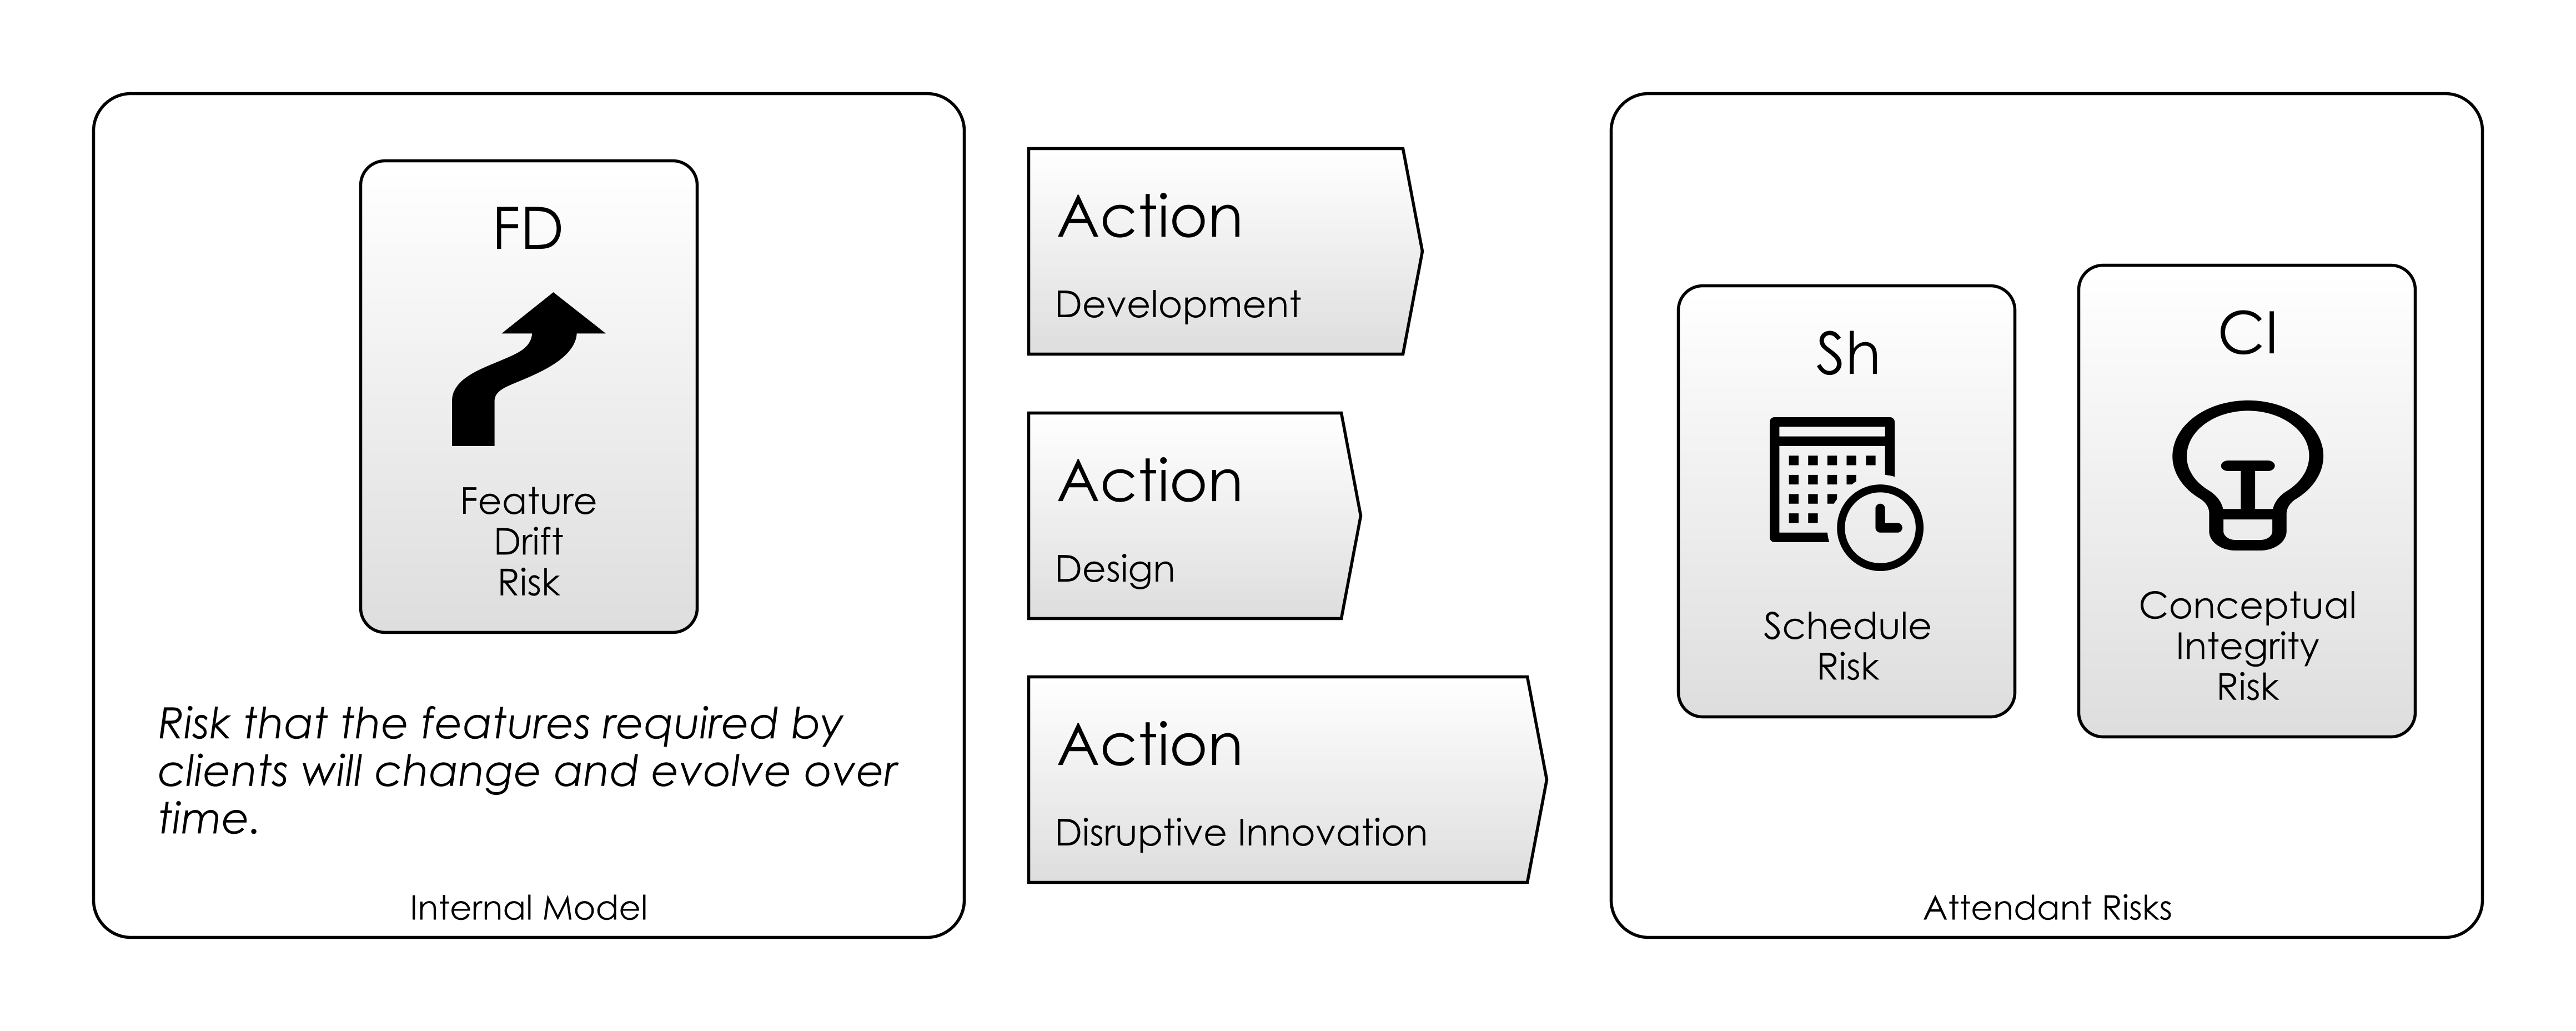 FD
Feature
Drift
Risk
Risk that the features required by
clients will change and evolve over
time.
Internal Model
Action
Development
Action
Design
Action
Disruptive Innovation
Sh
Schedule
Risk
CI
Conceptual
Integrity
Risk
Attendant Risks